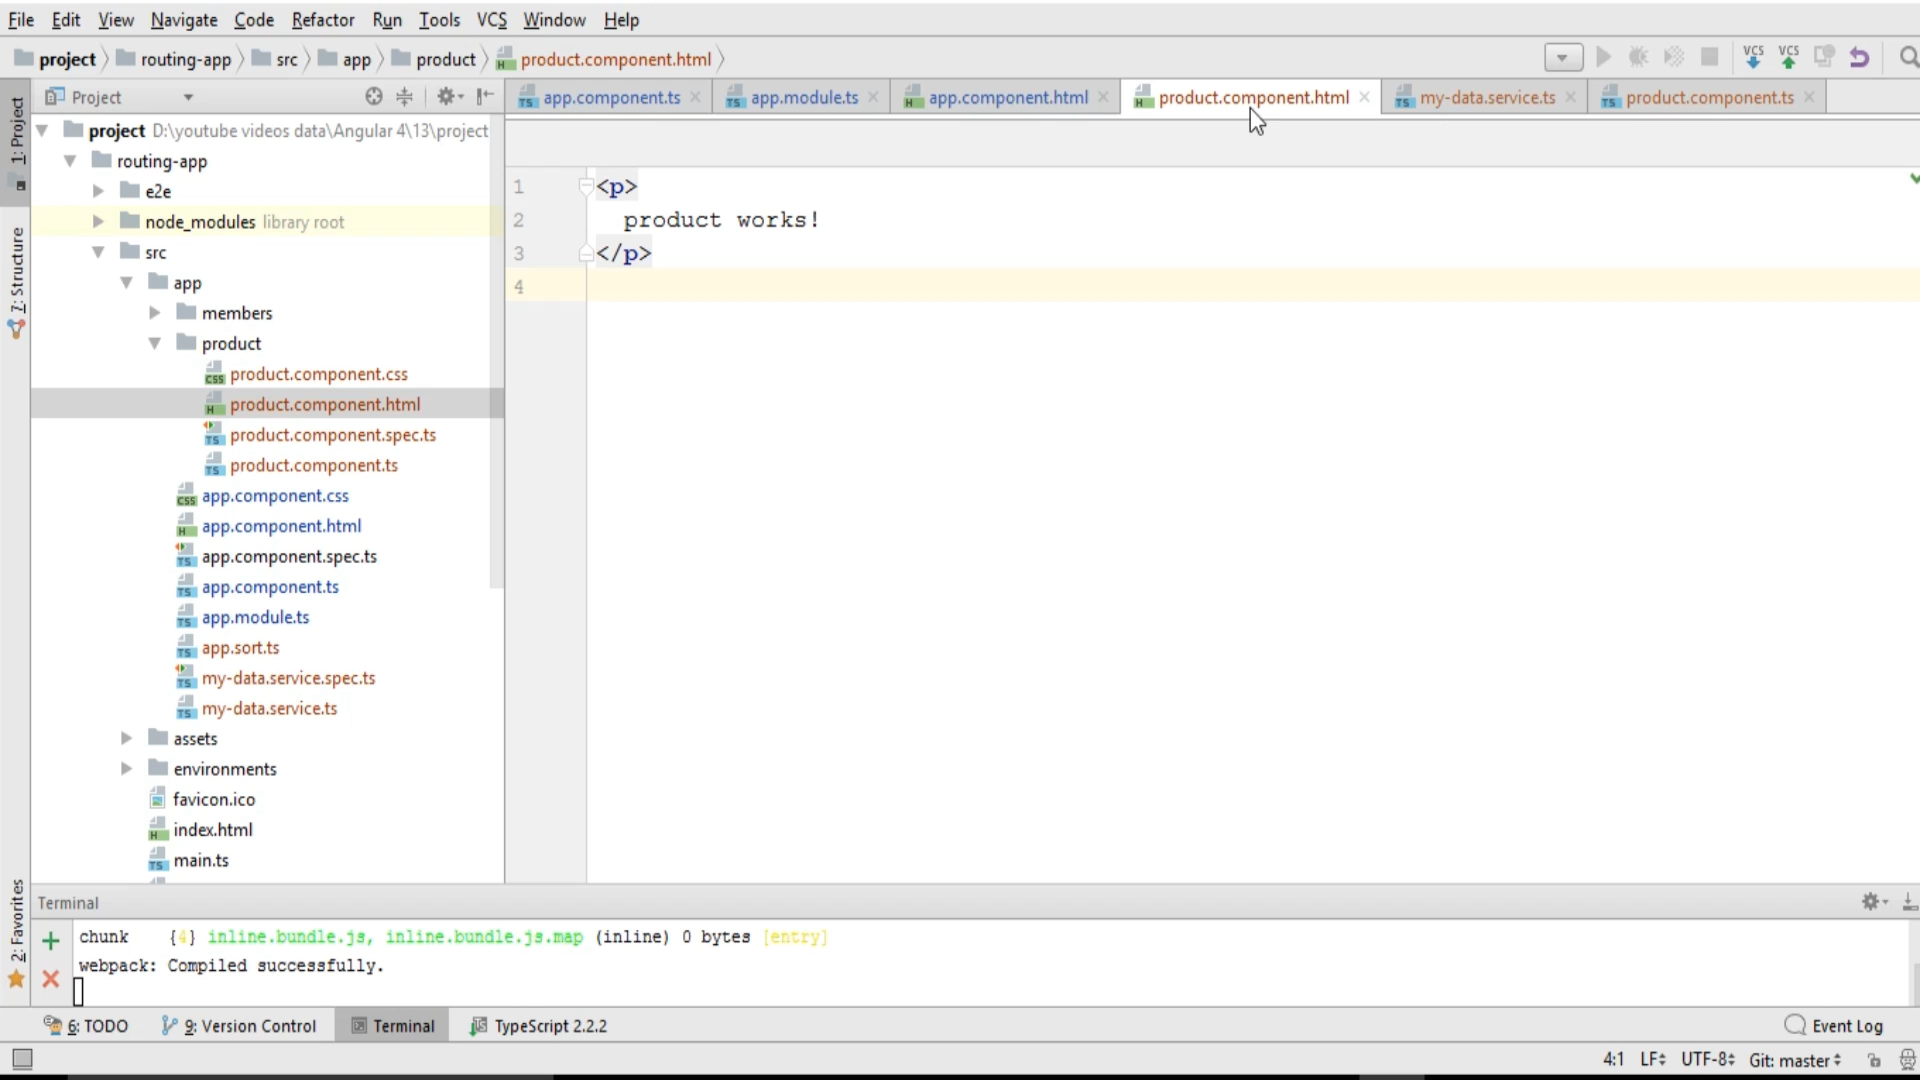 File Edit View Navigate Code Refactor Run Tools VCS Window Help
project routing-app src app product product.component.html
VCS VCS
Project
app.component.ts app.module.ts app.component.html product.component.html my-data.service.ts product.component.ts
1: Project
7: Structure
2: Favorites
project D:\youtube videos data\Angular 4\13\project
routing-app
e2e
node_modules library root
src
app
members
product
product.component.css
product.component.html
product.component.spec.ts
product.component.ts
app.component.css
app.component.html
app.component.spec.ts
app.component.ts
app.module.ts
app.sort.ts
my-data.service.spec.ts
my-data.service.ts
assets
environments
favicon.ico
index.html
main.ts
1 <p>
2 product works!
3 </p>
4
Terminal
chunk {4} inline.bundle.js, inline.bundle.js.map (inline) 0 bytes [entry]
webpack: Compiled successfully.
6: TODO 9: Version Control Terminal TypeScript 2.2.2 Event Log
4:1 LF UTF-8 Git: master